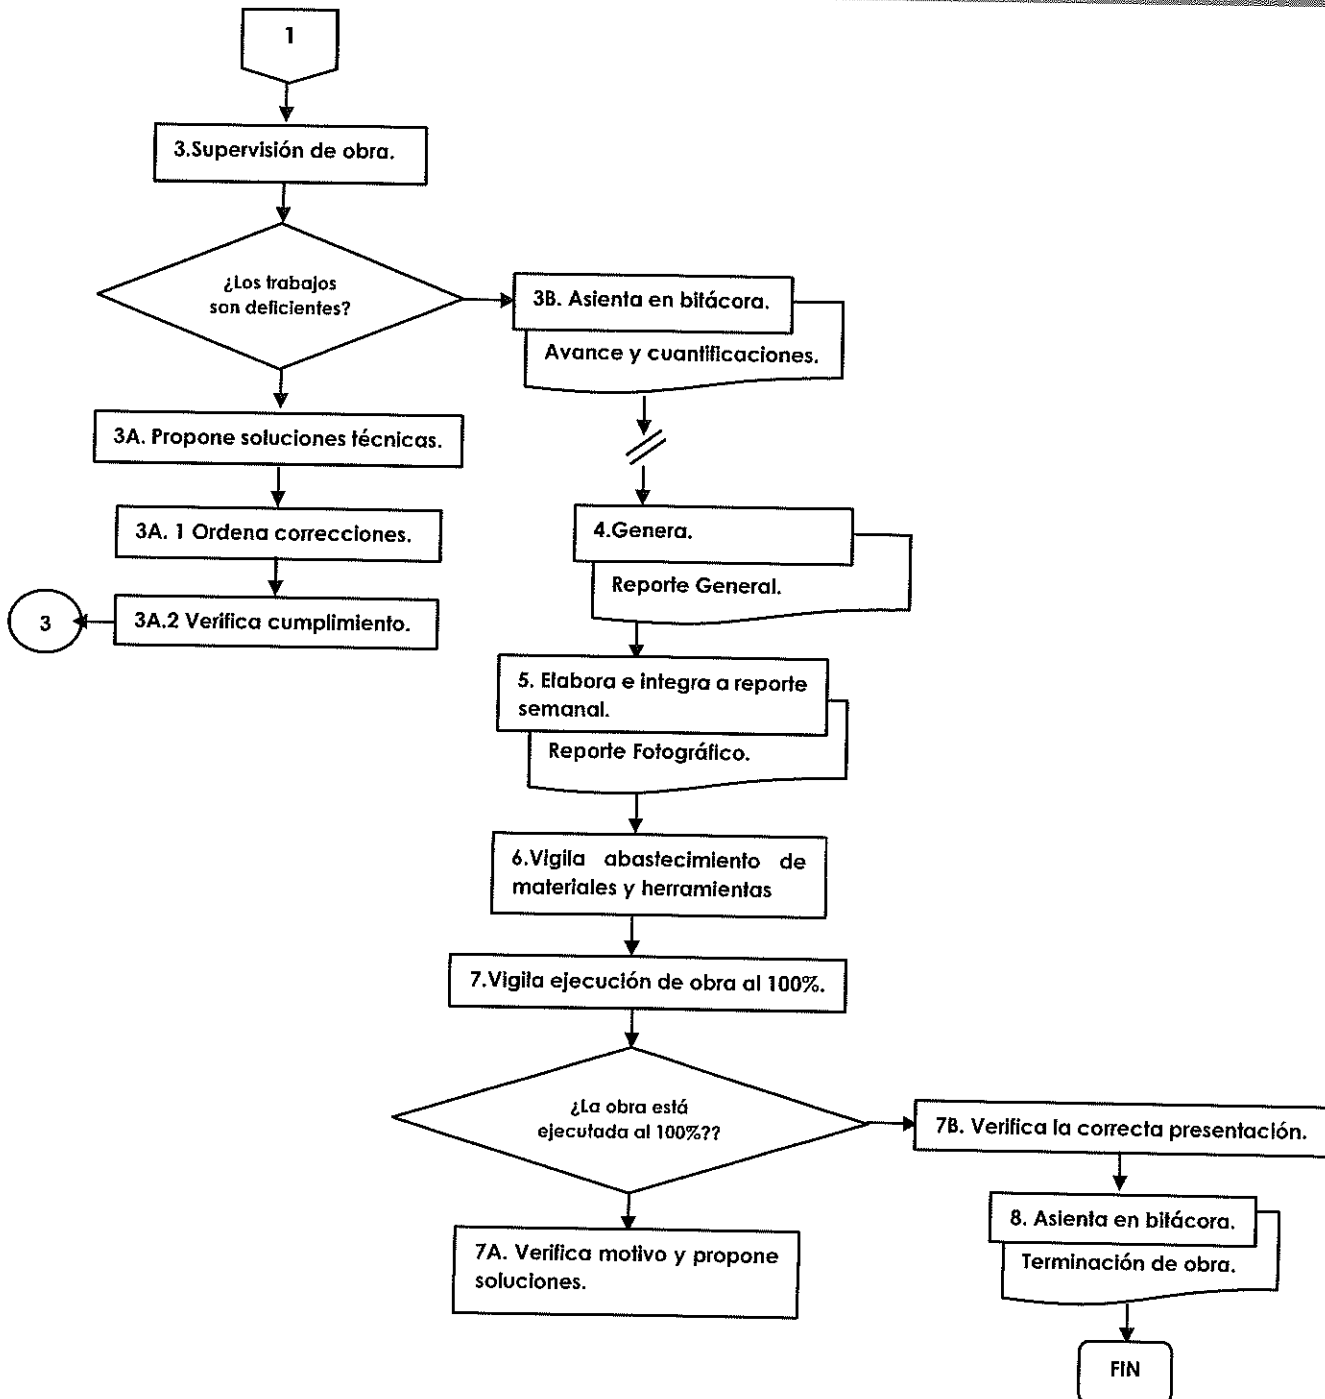 1
3.Supervisión de obra.
¿Los trabajos
son deficientes?
3B. Asienta en bitácora.
Avance y cuantificaciones.
3A. Propone soluciones técnicas.
3A. 1 Ordena correcciones.
3A.2 Verifica cumplimiento.
3
4.Genera.
Reporte General.
5. Elabora e integra a reporte
semanal.
Reporte Fotográfico.
6.Vigila abastecimiento de
materiales y herramientas
7.Vigila ejecución de obra al 100%.
¿La obra está
ejecutada al 100%??
7B. Verifica la correcta presentación.
7A. Verifica motivo y propone
soluciones.
8. Asienta en bitácora.
Terminación de obra.
FIN